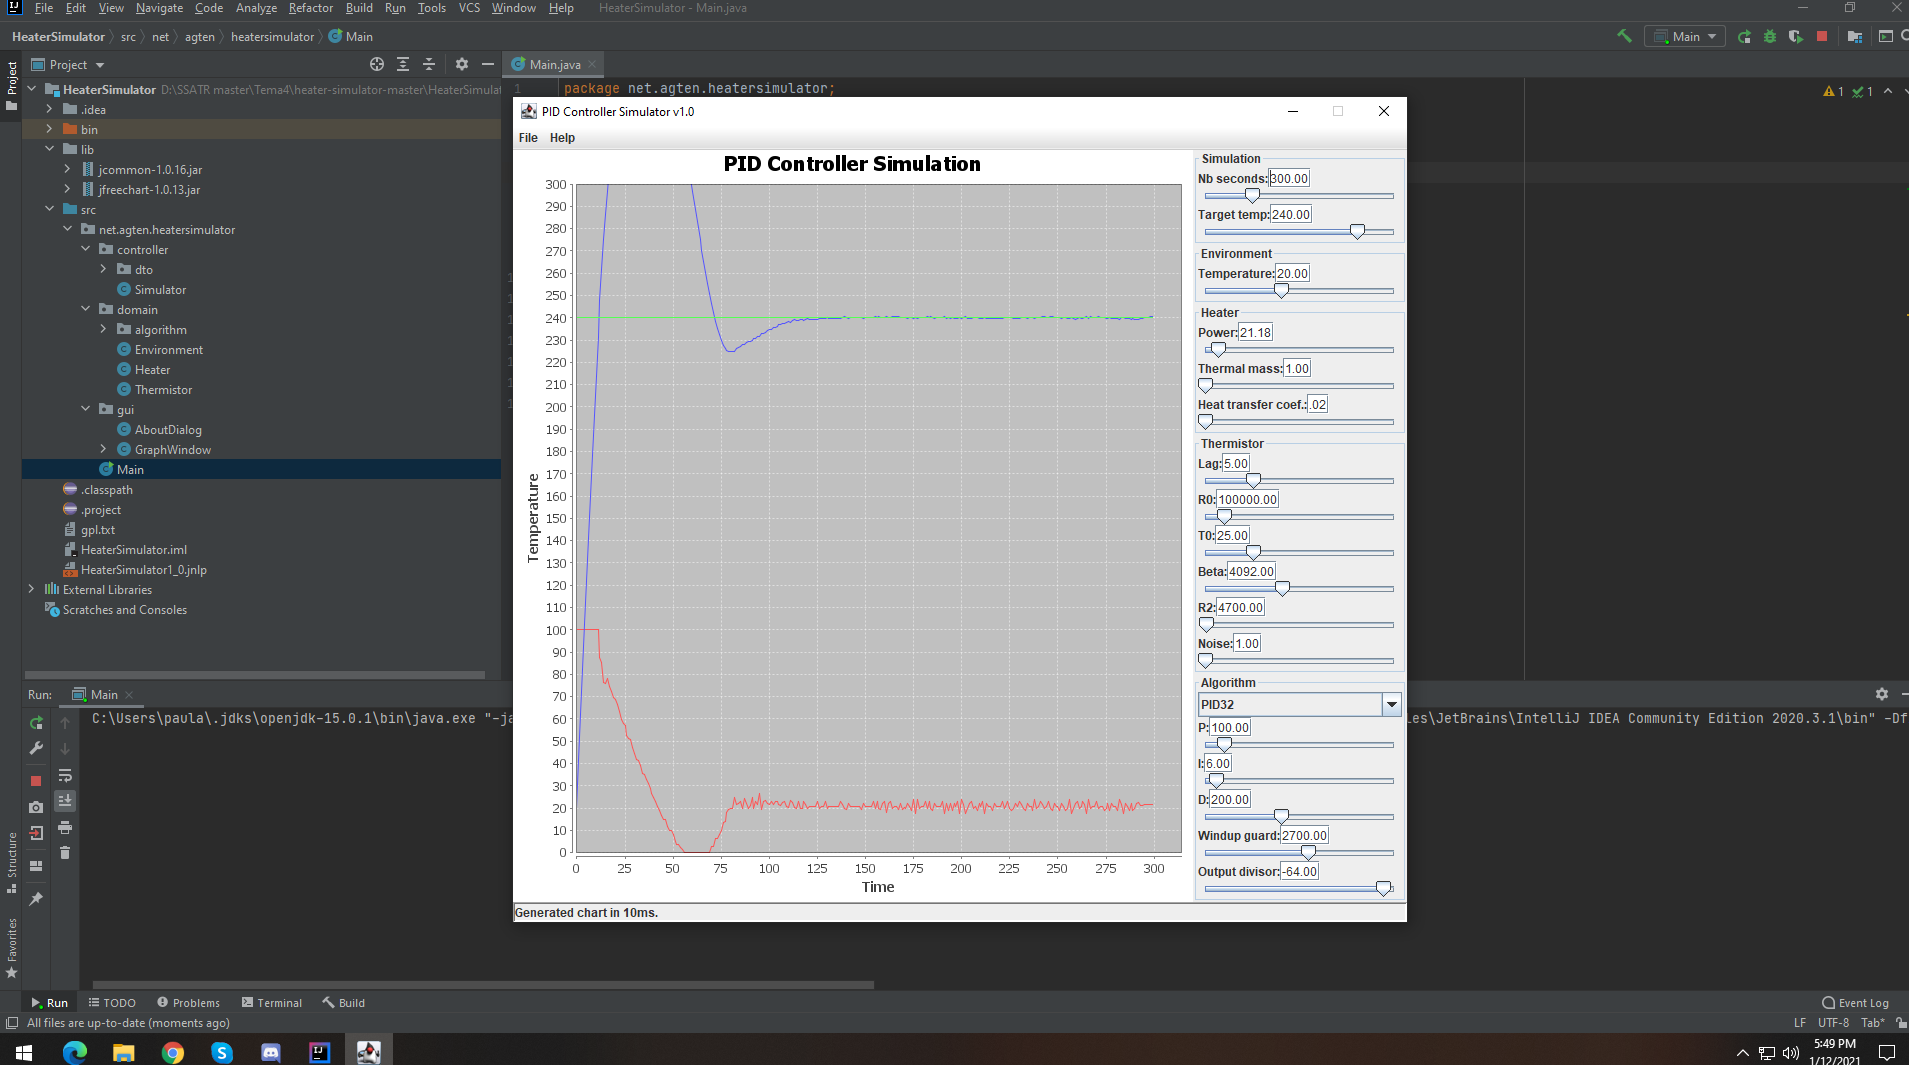 File Edit View Navigate Code Analyze Refactor Build Run Tools VCS Window Help HeaterSimulator - Main.java
HeaterSimulator src net agten heatersimulator Main
Main
Project
Main.java
HeaterSimulator D:\SSATR master\Tema4\heater-simulator-master\HeaterSimulat
.idea
bin
lib
jcommon-1.0.16.jar
jfreechart-1.0.13.jar
src
net.agten.heatersimulator
controller
dto
Simulator
domain
algorithm
Environment
Heater
Thermistor
gui
AboutDialog
GraphWindow
Main
.classpath
.project
gpl.txt
HeaterSimulator.iml
HeaterSimulator1_0.jnlp
External Libraries
Scratches and Consoles
Project
Structure
Favorites
1 package net.agten.heatersimulator;
1 1
PID Controller Simulator v1.0
File Help
PID Controller Simulation
300
290
280
270
260
250
240
230
220
210
200
190
180
170
160
150
140
130
120
110
100
90
80
70
60
50
40
30
20
10
0
Temperature
0 25 50 75 100 125 150 175 200 225 250 275 300
Time
Simulation
Nb seconds: 300.00
Target temp: 240.00
Environment
Temperature: 20.00
Heater
Power: 21.18
Thermal mass: 1.00
Heat transfer coef.: .02
Thermistor
Lag: 5.00
R0: 100000.00
T0: 25.00
Beta: 4092.00
R2: 4700.00
Noise: 1.00
Algorithm
PID32
P: 100.00
I: 6.00
D: 200.00
Windup guard: 2700.00
Output divisor: -64.00
Generated chart in 10ms.
Run: Main
C:\Users\paula\.jdks\openjdk-15.0.1\bin\java.exe "-ja
les\JetBrains\IntelliJ IDEA Community Edition 2020.3.1\bin" -Df
Run TODO Problems Terminal Build
Event Log
All files are up-to-date (moments ago)
LF UTF-8 Tab*
5:49 PM
1/12/2021